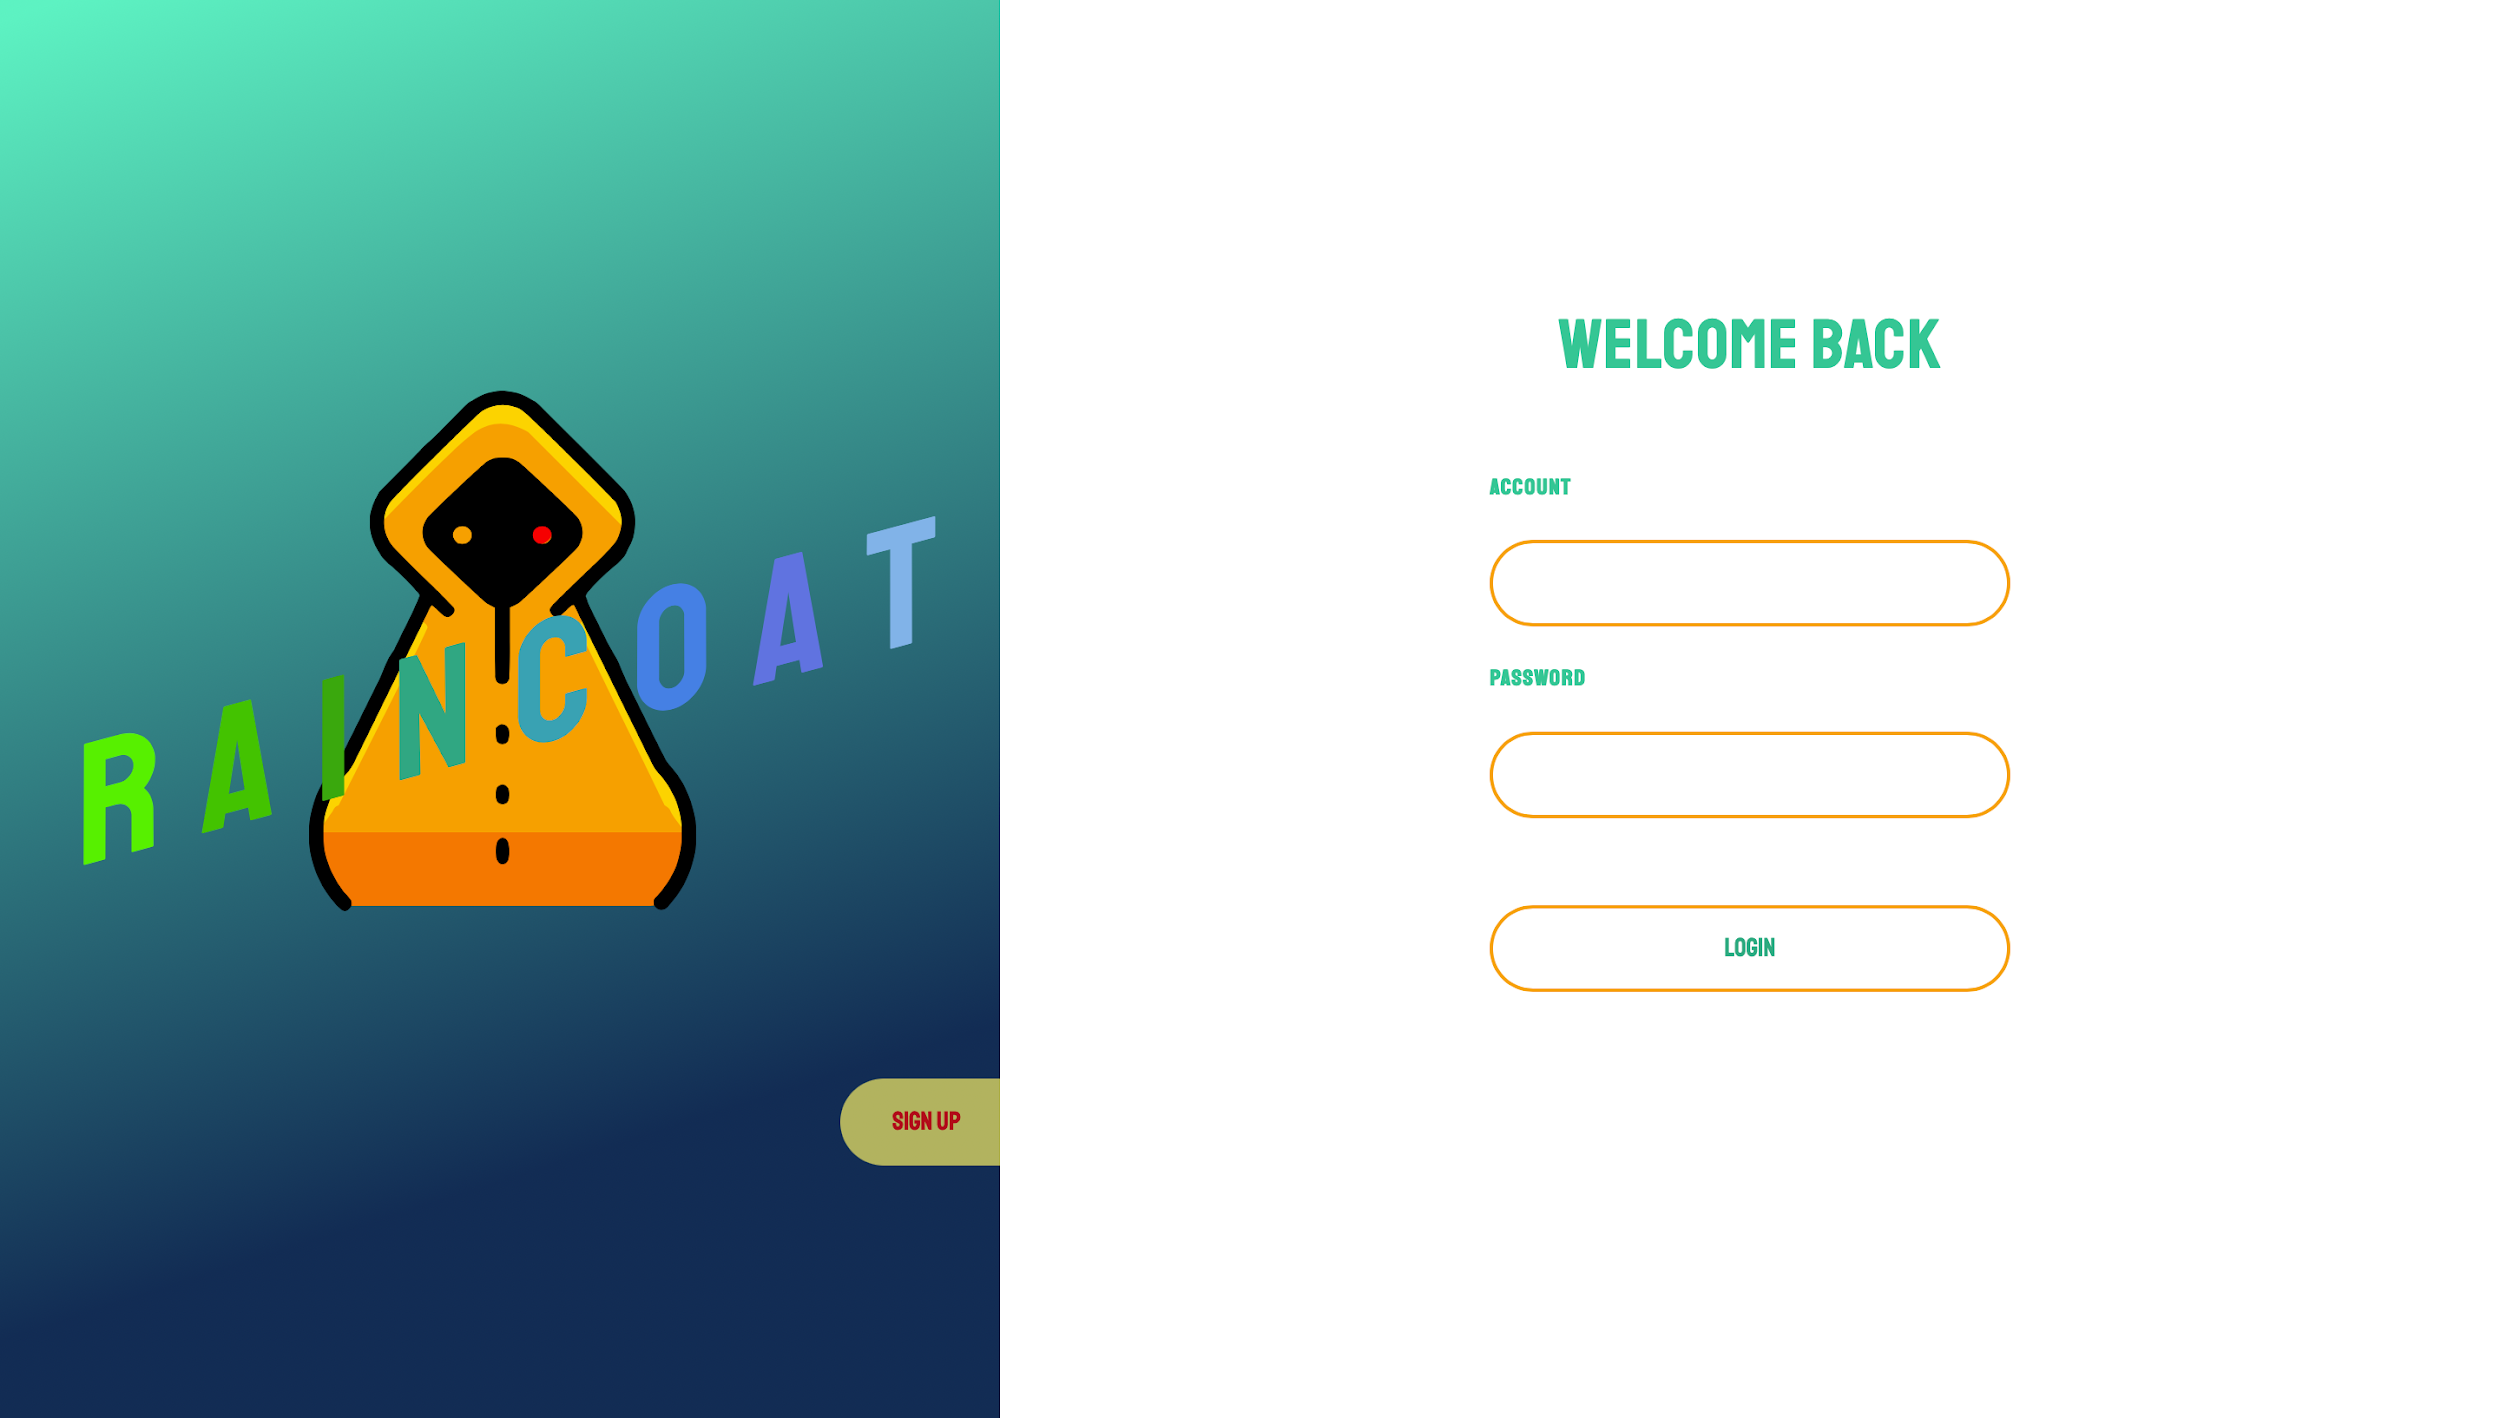 RAINCOAT
SIGN UP
WELCOME BACK
ACCOUNT
PASSWORD
LOGIN